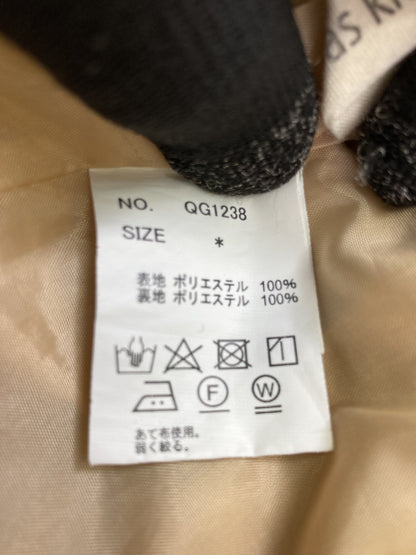 NO. QG1238
SIZE *
表地 ポリエステル 100%
裏地 ポリエステル 100%
F W
あて布使用。
弱く絞る。